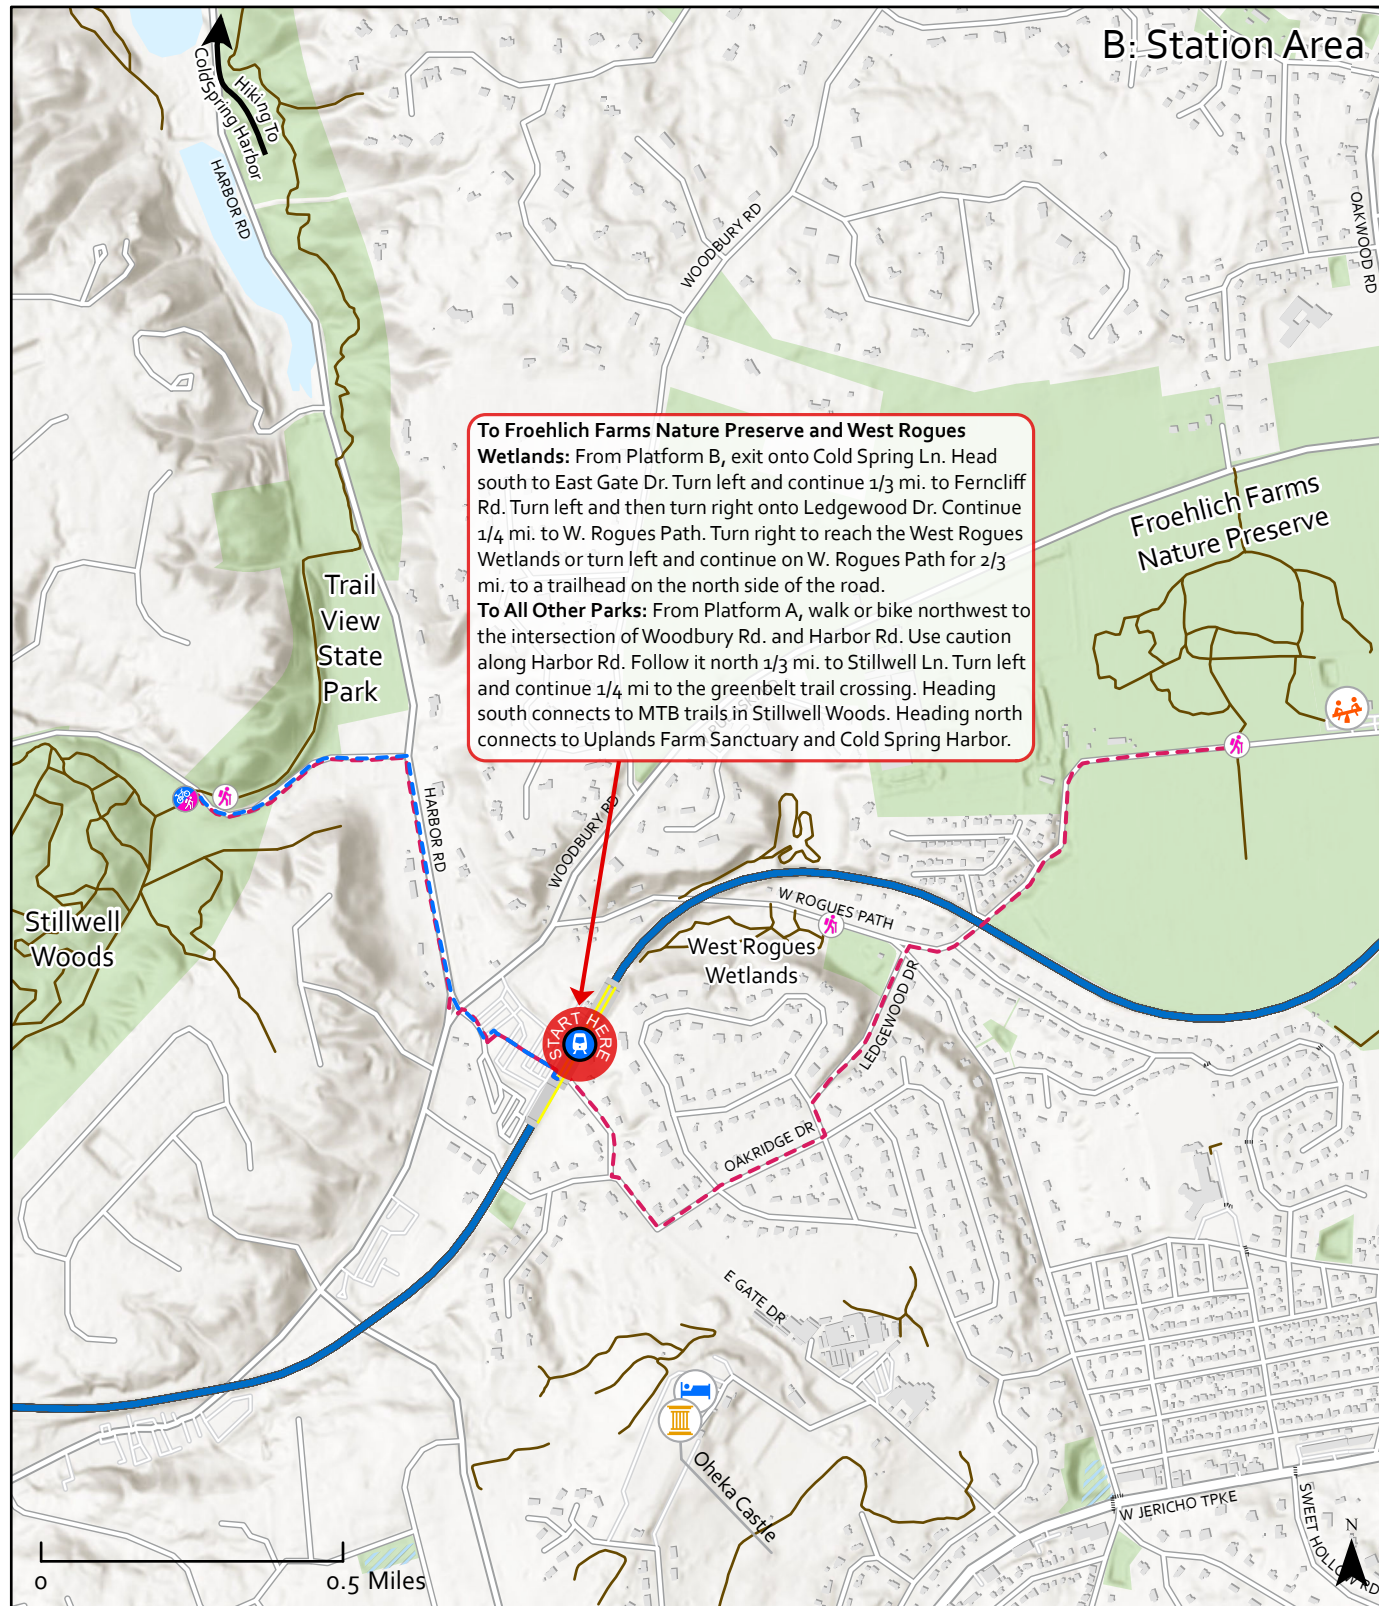 B: Station Area
Hiking To
ColdSpring Harbor
HARBOR RD
WOODBURY RD
OAKWOOD RD
To Froehlich Farms Nature Preserve and West Rogues
Wetlands: From Platform B, exit onto Cold Spring Ln. Head
south to East Gate Dr. Turn left and continue 1/3 mi. to Ferncliff
Rd. Turn left and then turn right onto Ledgewood Dr. Continue
1/4 mi. to W. Rogues Path. Turn right to reach the West Rogues
Wetlands or turn left and continue on W. Rogues Path for 2/3
mi. to a trailhead on the north side of the road.
To All Other Parks: From Platform A, walk or bike northwest to
the intersection of Woodbury Rd. and Harbor Rd. Use caution
along Harbor Rd. Follow it north 1/3 mi. to Stillwell Ln. Turn left
and continue 1/4 mi to the greenbelt trail crossing. Heading
south connects to MTB trails in Stillwell Woods. Heading north
connects to Uplands Farm Sanctuary and Cold Spring Harbor.
Froehlich Farms
Nature Preserve
Trail
View
State
Park
HARBOR RD
WOODBURY RD
W ROGUES PATH
Stillwell
Woods
West Rogues
Wetlands
START HERE
LEDGEWOOD DR
OAKRIDGE DR
E GATE DR
Oheka Castle
W JERICHO TPKE
SWEET HOLLOW RD
N
0
0.5 Miles